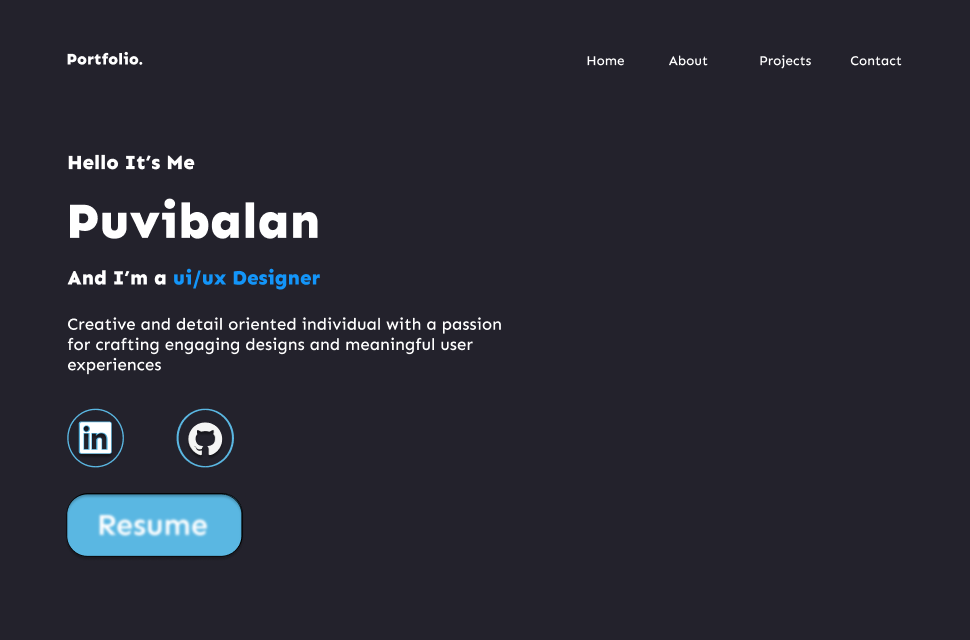 Portfolio.
Home About Projects Contact
Hello It’s Me
Puvibalan
And I’m a ui/ux Designer
Creative and detail oriented individual with a passion
for crafting engaging designs and meaningful user
experiences
in
Resume